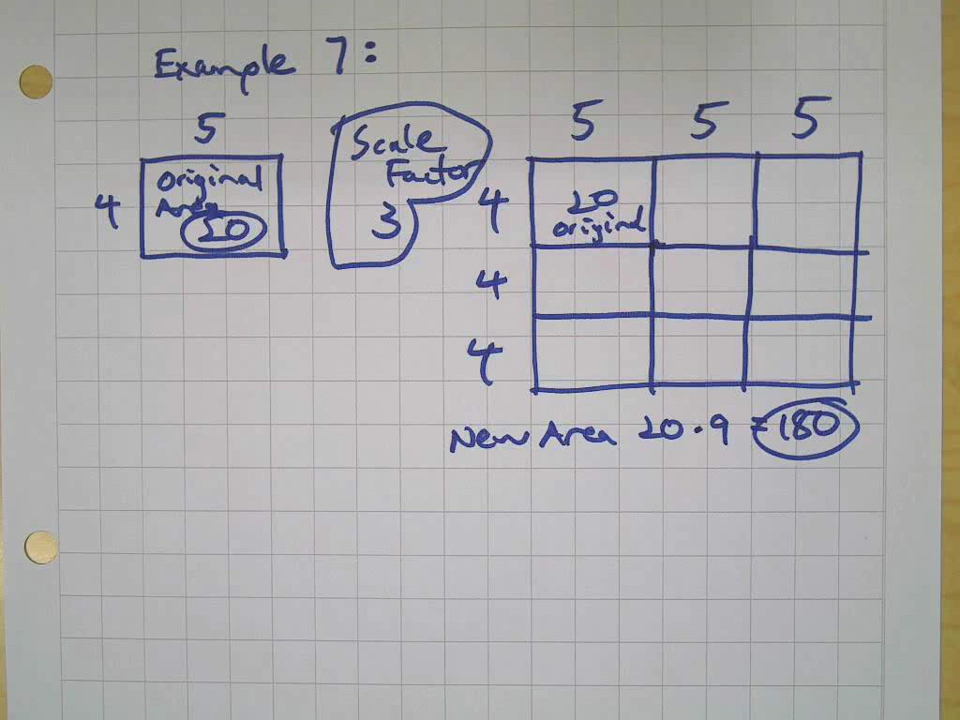 Example 7:
5
4
original
Area
20
Scale
Factor
3
5 5 5
4
20
original
4
4
New Area 20 · 9 = 180